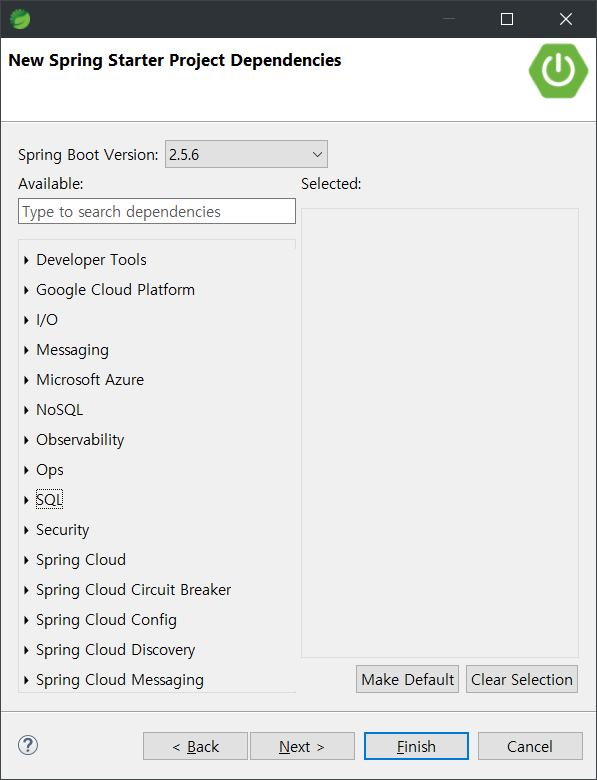 New Spring Starter Project Dependencies
Spring Boot Version: 2.5.6
Available:
Selected:
Type to search dependencies
Developer Tools
Google Cloud Platform
I/O
Messaging
Microsoft Azure
NoSQL
Observability
Ops
SQL
Security
Spring Cloud
Spring Cloud Circuit Breaker
Spring Cloud Config
Spring Cloud Discovery
Spring Cloud Messaging
Make Default
Clear Selection
?
< Back
Next >
Finish
Cancel